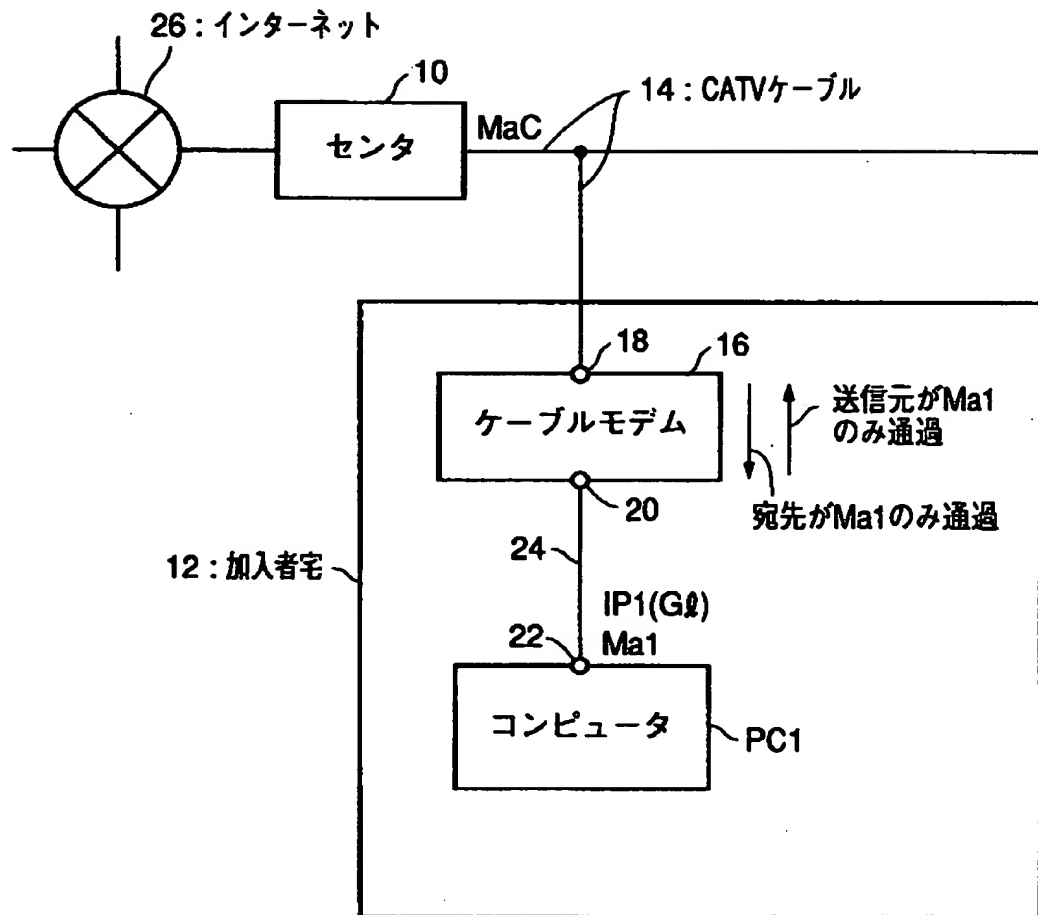 26：インターネット
10
センタ
MaC
14：CATVケーブル
18
16
ケーブルモデム
送信元がMa1
のみ通過
20
宛先がMa1のみ通過
24
12：加入者宅
IP1(Gℓ)
22
Ma1
コンピュータ
PC1